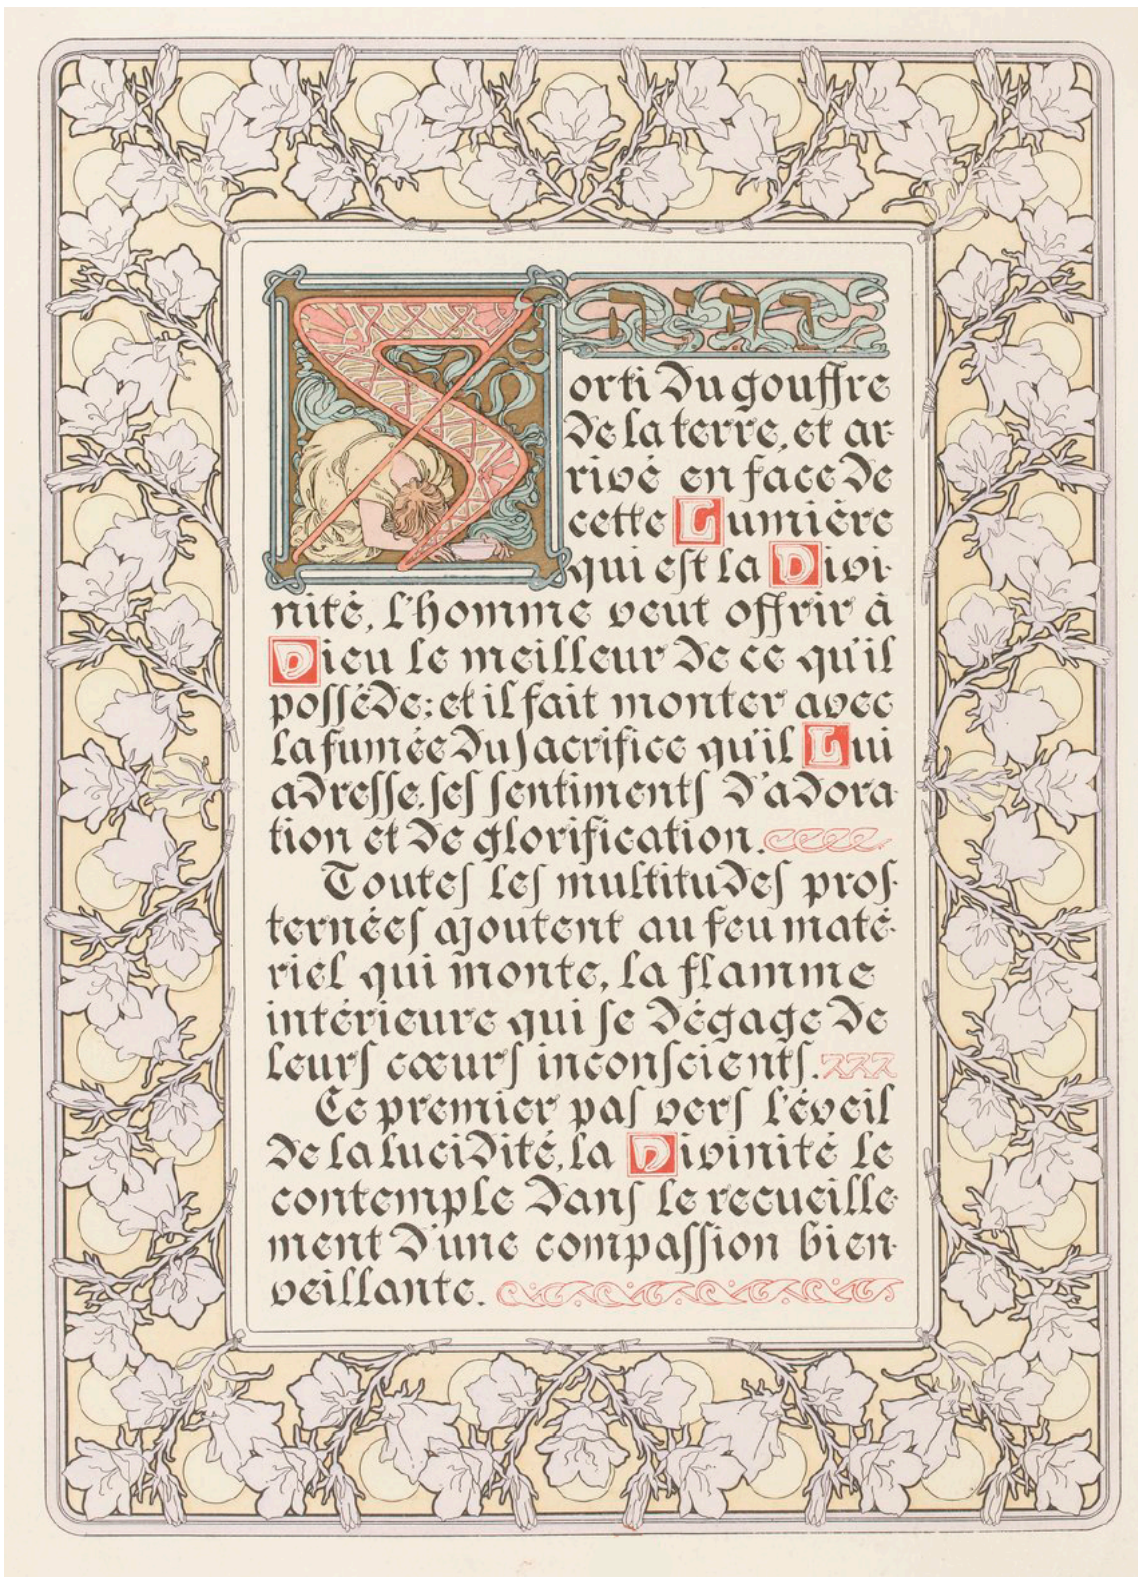 Sorti du gouffre
de la terre, et ar-
rivé en face de
cette Lumière
qui est la Divi-
nité, l'homme veut offrir à
Dieu le meilleur de ce qu'il
possède; et il fait monter avec
la fumée du sacrifice qu'il Lui
adresse, ses sentiments d'adora-
tion et de glorification.
Toutes les multitudes pros-
ternées ajoutent au feu maté-
riel qui monte, la flamme
intérieure qui se dégage de
leurs cœurs inconscients.
Ce premier pas vers l'éveil
de la lucidité, la Divinité le
contemple dans le recueille-
ment d'une compassion bien-
veillante.